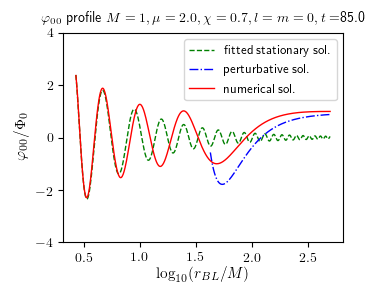 φ₀₀ profile M = 1, μ = 2.0, χ = 0.7, l = m = 0, t =85.0
fitted stationary sol.
perturbative sol.
numerical sol.
φ₀₀/Φ₀
4
2
0
−2
−4
0.5
1.0
1.5
2.0
2.5
log₁₀(r_BL/M)